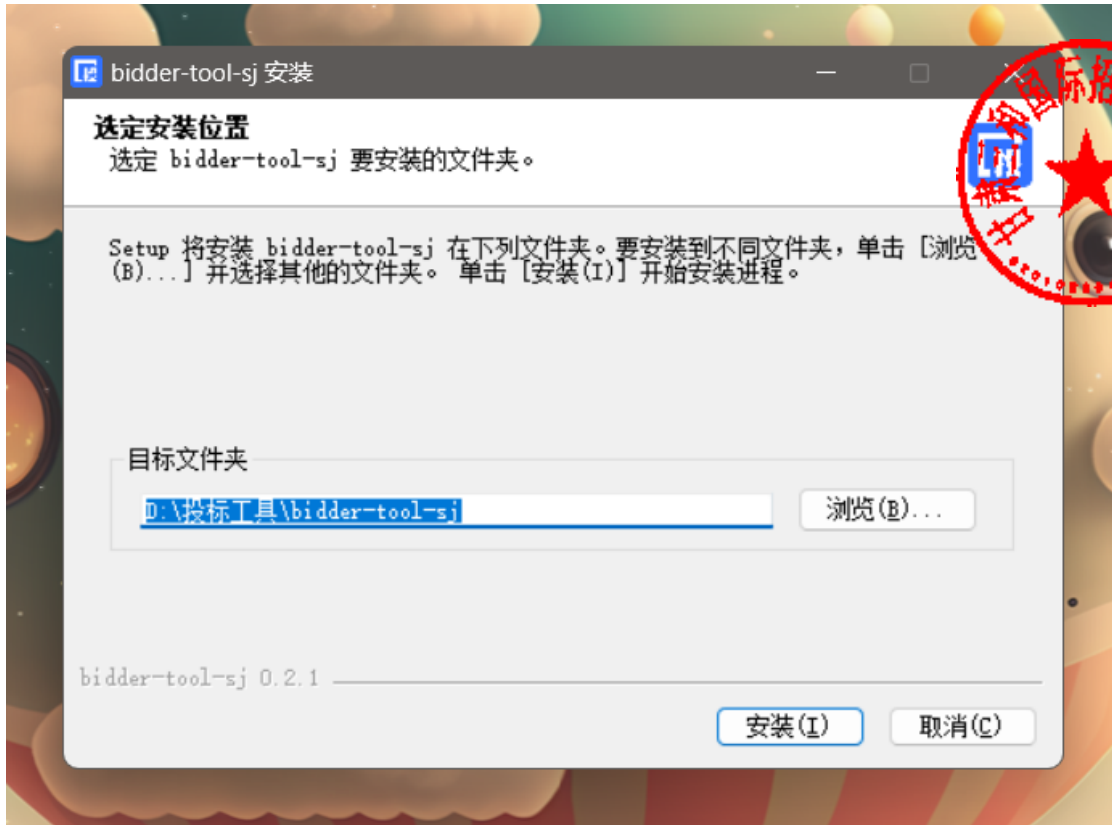 bidder-tool-sj 安装
选定安装位置
选定 bidder-tool-sj 要安装的文件夹。
Setup 将安装 bidder-tool-sj 在下列文件夹。要安装到不同文件夹，单击 [浏览
(B)...] 并选择其他的文件夹。 单击 [安装(I)] 开始安装进程。
目标文件夹
D:\投标工具\bidder-tool-sj
浏览(B)...
bidder-tool-sj 0.2.1
安装(I)
取消(C)
国际招